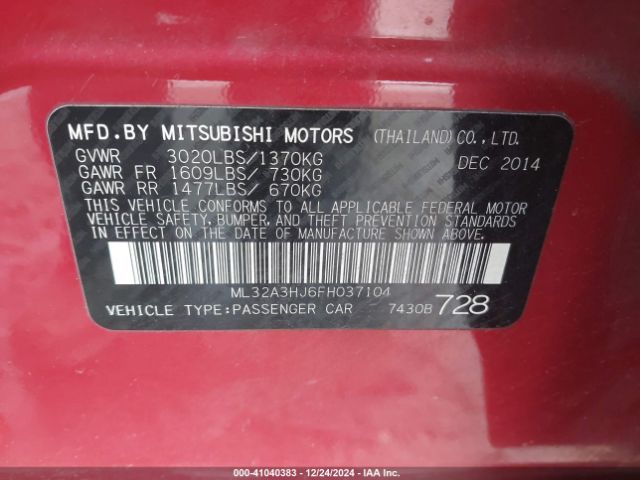 MFD.BY MITSUBISHI MOTORS (THAILAND)CO.,LTD.
GVWR 3020LBS/1370KG DEC 2014
GAWR FR 1609LBS/ 730KG
GAWR RR 1477LBS/ 670KG
THIS VEHICLE CONFORMS TO ALL APPLICABLE FEDERAL MOTOR
VEHICLE SAFETY, BUMPER, AND THEFT PREVENTION STANDARDS
IN EFFECT ON THE DATE OF MANUFACTURE SHOWN ABOVE.
ML32A3HJ6FH037104
VEHICLE TYPE:PASSENGER CAR 7430B 728
000-41040383 - 12/24/2024 - IAA Inc.